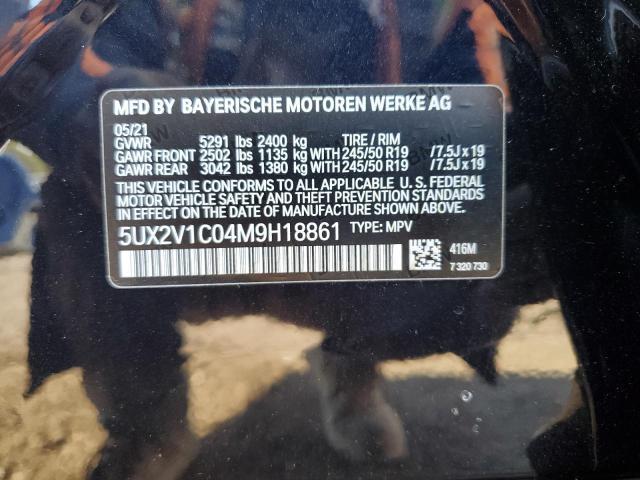 MFD BY BAYERISCHE MOTOREN WERKE AG
05/21
GVWR 5291 lbs 2400 kg TIRE / RIM
GAWR FRONT 2502 lbs 1135 kg WITH 245/50 R19 /7.5J x 19
GAWR REAR 3042 lbs 1380 kg WITH 245/50 R19 /7.5J x 19
THIS VEHICLE CONFORMS TO ALL APPLICABLE U. S. FEDERAL
MOTOR VEHICLE SAFETY AND THEFT PREVENTION STANDARDS
IN EFFECT ON THE DATE OF MANUFACTURE SHOWN ABOVE.
5UX2V1C04M9H18861 TYPE: MPV
416M
7 320 730